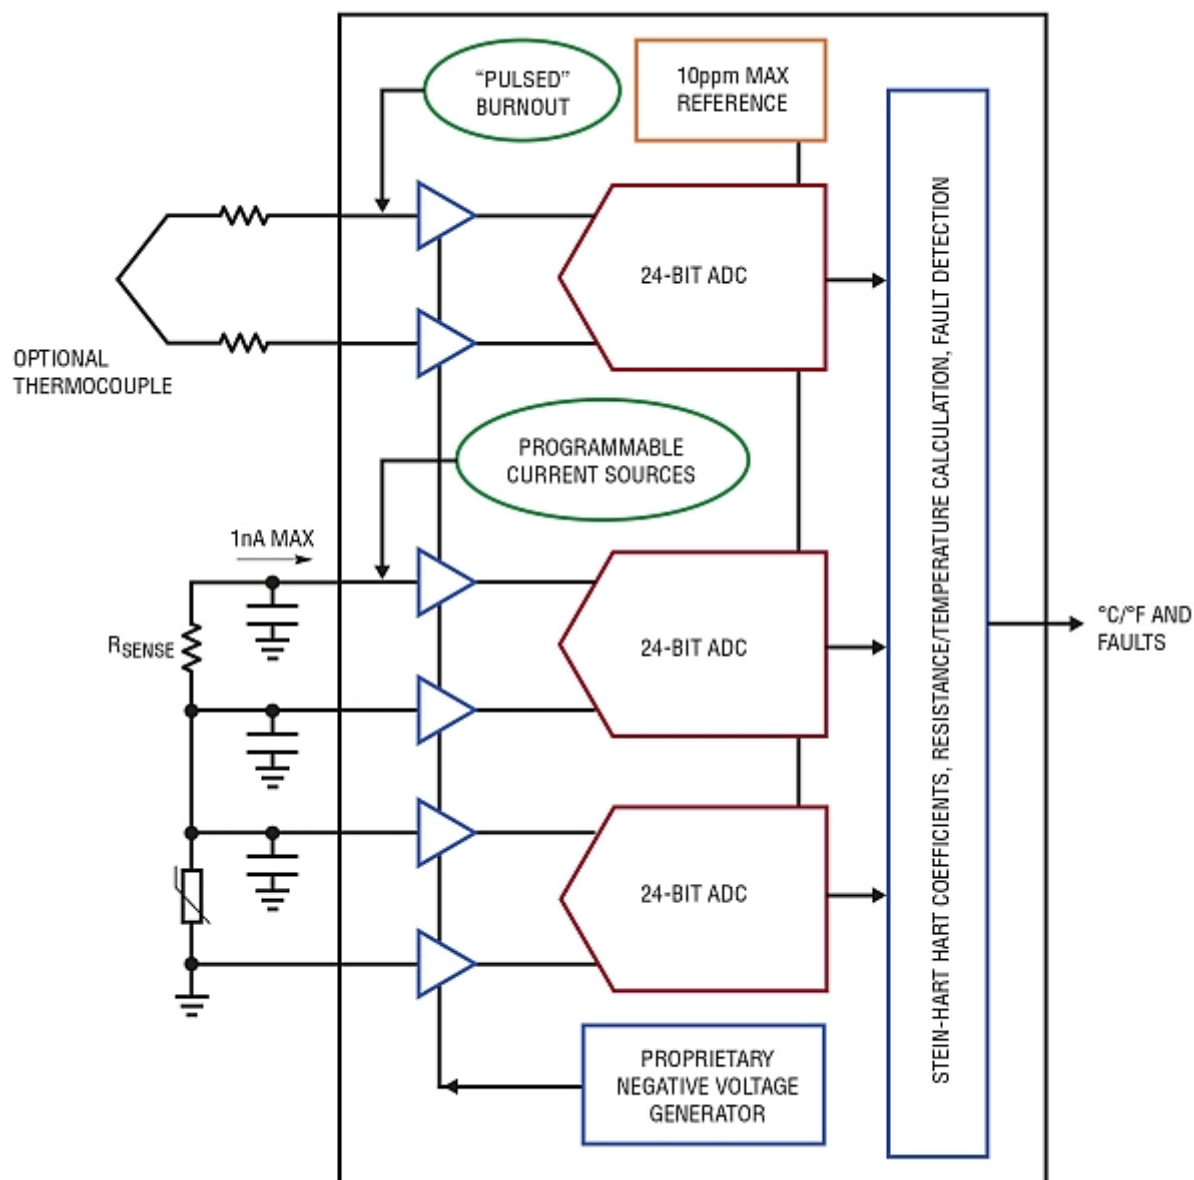 “PULSED”
BURNOUT
10ppm MAX
REFERENCE
24-BIT ADC
OPTIONAL
THERMOCOUPLE
PROGRAMMABLE
CURRENT SOURCES
1nA MAX
RSENSE
24-BIT ADC
24-BIT ADC
PROPRIETARY
NEGATIVE VOLTAGE
GENERATOR
STEIN-HART HART COEFFICIENTS, RESISTANCE/TEMPERATURE CALCULATION, FAULT DETECTION
°C/°F AND
FAULTS